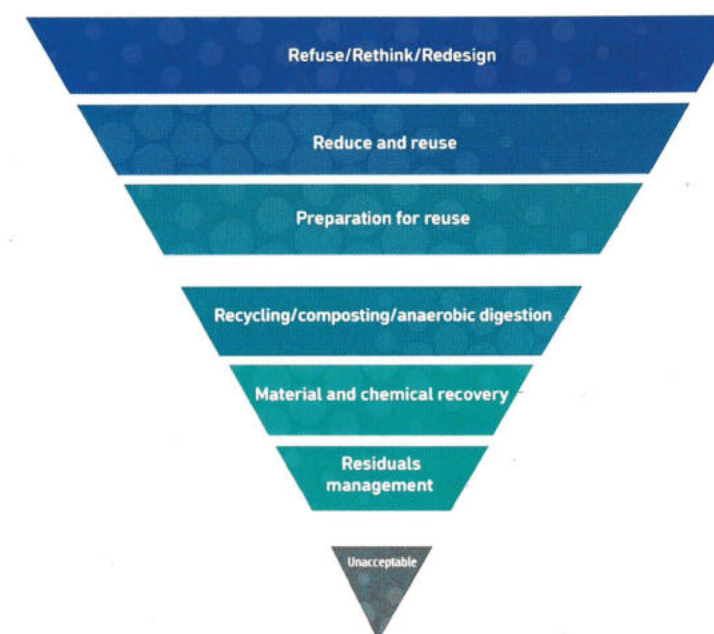 Refuse/Rethink/Redesign
Reduce and reuse
Preparation for reuse
Recycling/composting/anaerobic digestion
Material and chemical recovery
Residuals
management
Unacceptable